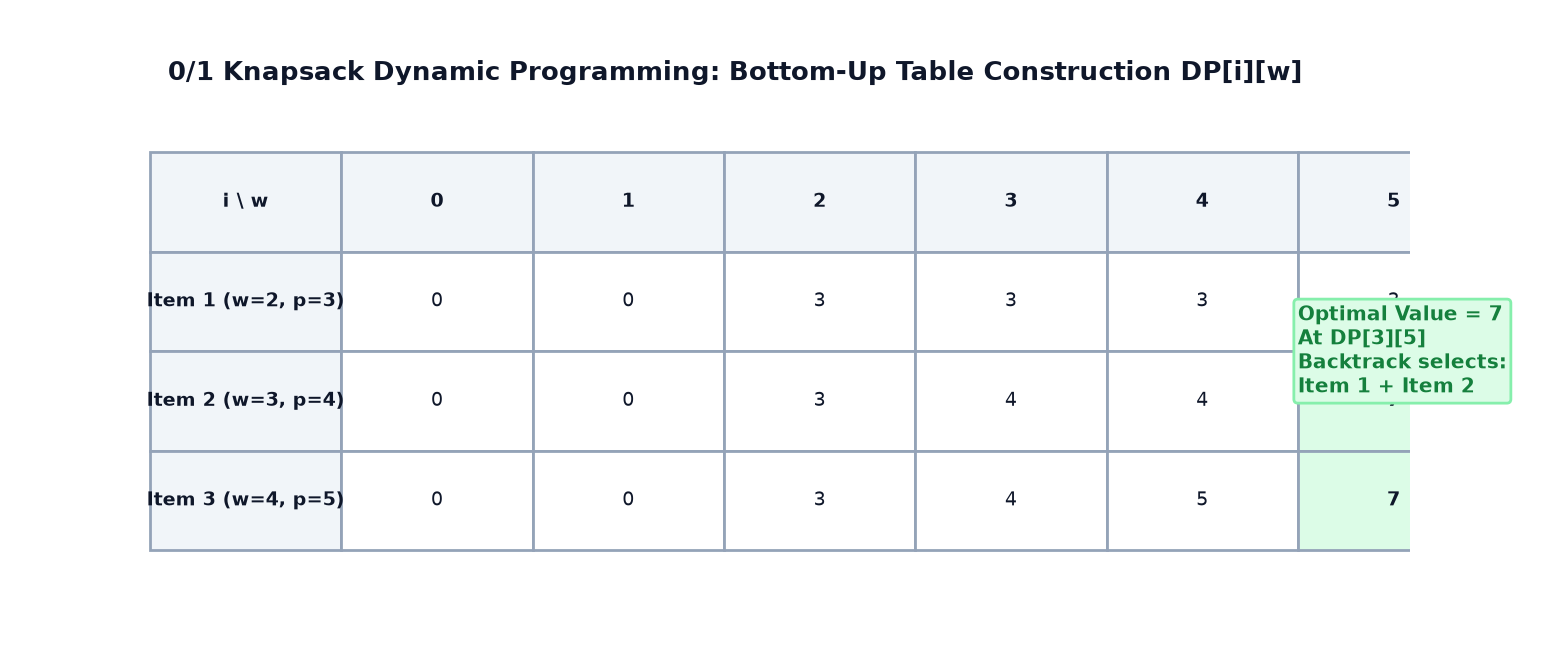 0/1 Knapsack Dynamic Programming: Bottom-Up Table Construction DP[i][w]
i \ w 0 1 2 3 4 5
Item 1 (w=2, p=3) 0 0 3 3 3
Optimal Value = 7
At DP[3][5]
Backtrack selects:
Item 1 + Item 2
Item 2 (w=3, p=4) 0 0 3 4 4
Item 3 (w=4, p=5) 0 0 3 4 5 7